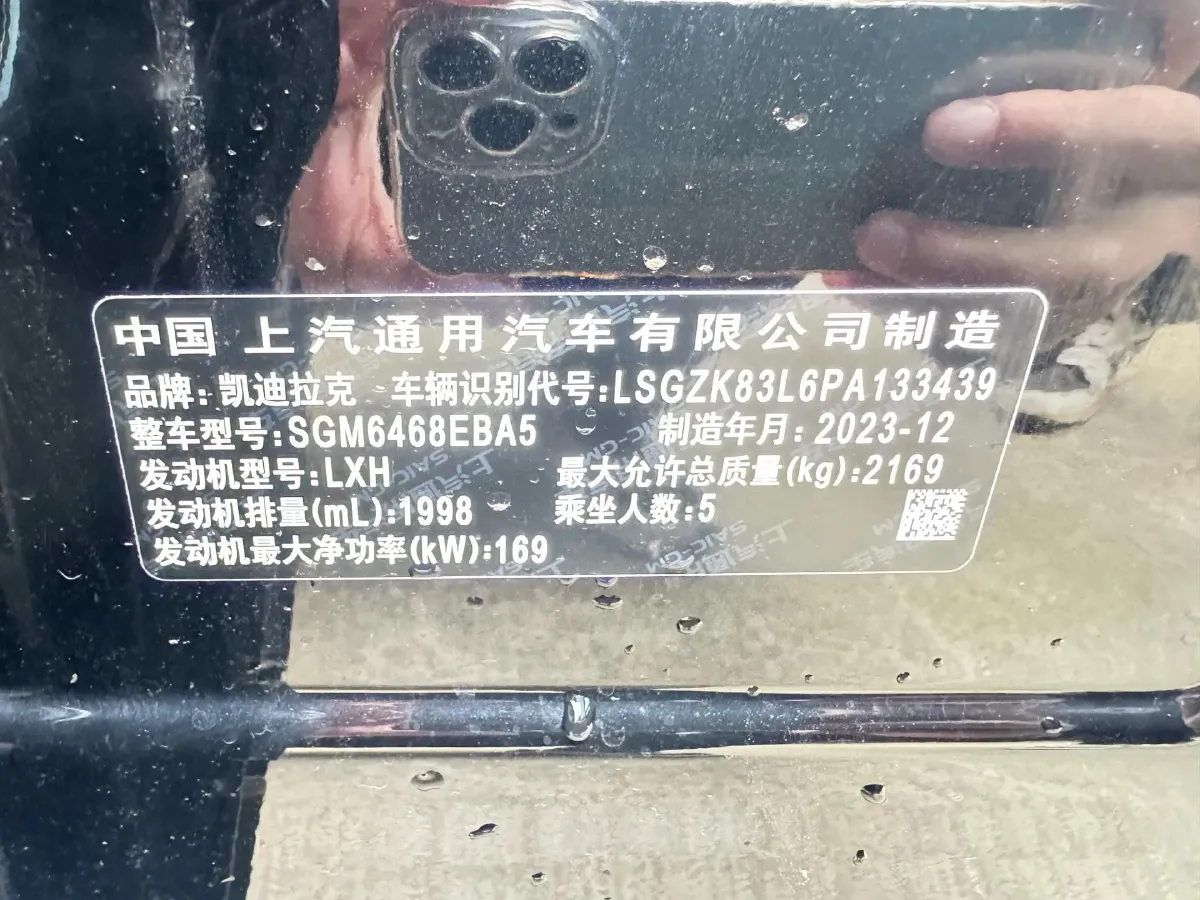 中国 上汽通用汽车有限公司制造
品牌: 凯迪拉克 车辆识别代号:LSGZK83L6PA133439
整车型号:SGM6468EBA5 制造年月: 2023-12
发动机型号:LXH 最大允许总质量(kg):2169
发动机排量(mL):1998 乘坐人数:5
发动机最大净功率(kW):169